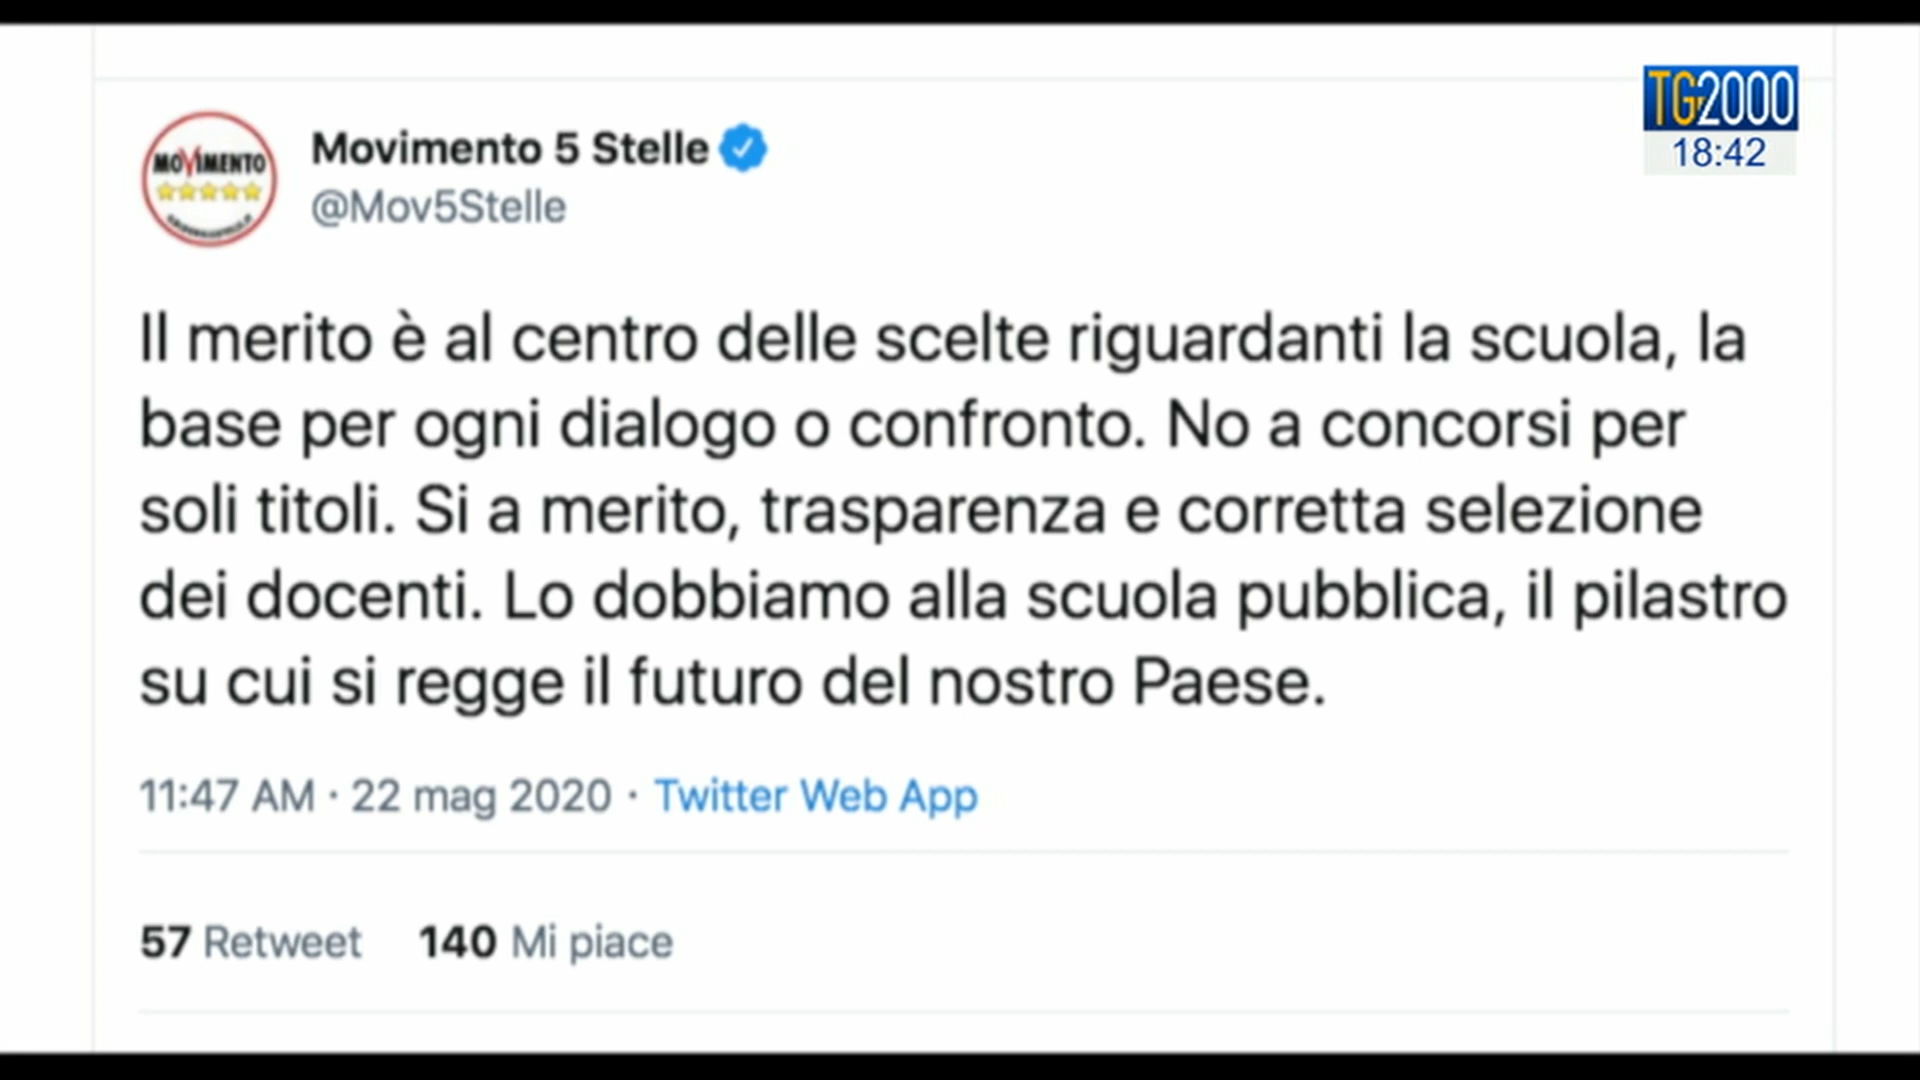 TG2000
18:42
MOVIMENTO
Movimento 5 Stelle
@Mov5Stelle
Il merito è al centro delle scelte riguardanti la scuola, la
base per ogni dialogo o confronto. No a concorsi per
soli titoli. Si a merito, trasparenza e corretta selezione
dei docenti. Lo dobbiamo alla scuola pubblica, il pilastro
su cui si regge il futuro del nostro Paese.
11:47 AM · 22 mag 2020 · Twitter Web App
57 Retweet 140 Mi piace